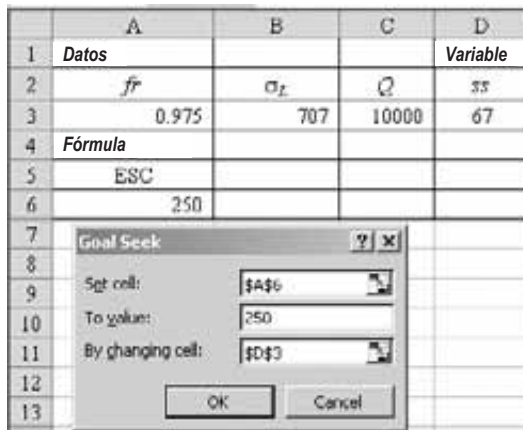 A B C D
1 Datos Variable
2 fr σL Q ss
3 0.975 707 10000 67
4 Fórmula
5 ESC
6 250
7
8
9
10
11
12
13
Goal Seek ? x
Set cell: $A$6
To value: 250
By changing cell: $D$3
OK Cancel